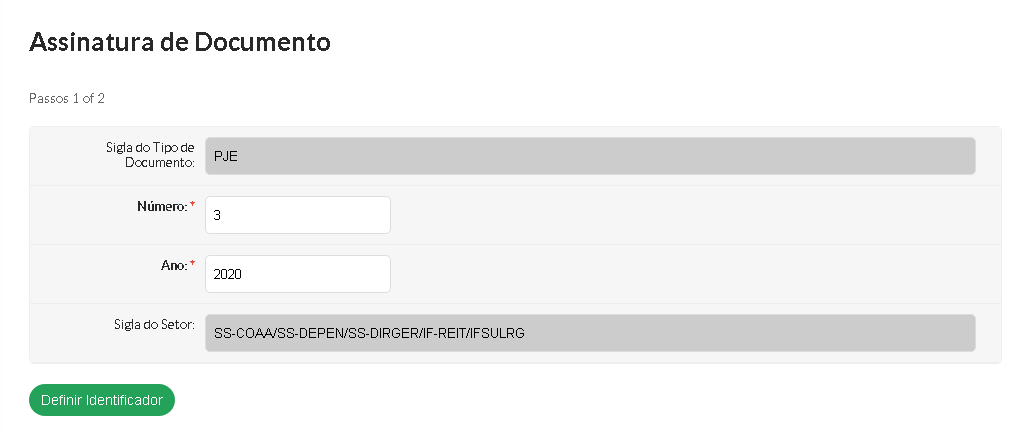 Assinatura de Documento
Passos 1 of 2
Sigla do Tipo de
Documento:
PJE
Número: *
3
Ano: *
2020
Sigla do Setor:
SS-COAA/SS-DEPEN/SS-DIRGER/IF-REIT/IFSULRG
Definir Identificador